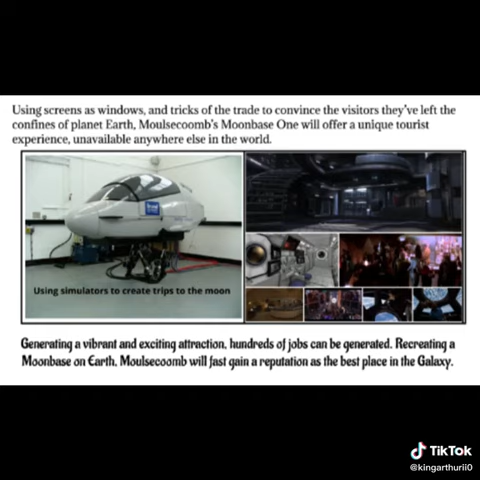 Using screens as windows, and tricks of the trade to convince the visitors they've left the
confines of planet Earth, Moulsecoomb's Moonbase One will offer a unique tourist
experience, unavailable anywhere else in the world.
Using simulators to create trips to the moon
Generating a vibrant and exciting attraction, hundreds of jobs can be generated. Recreating a
Moonbase on Earth, Moulsecoomb will fast gain a reputation as the best place in the Galaxy.
TikTok
@kingarthurii0